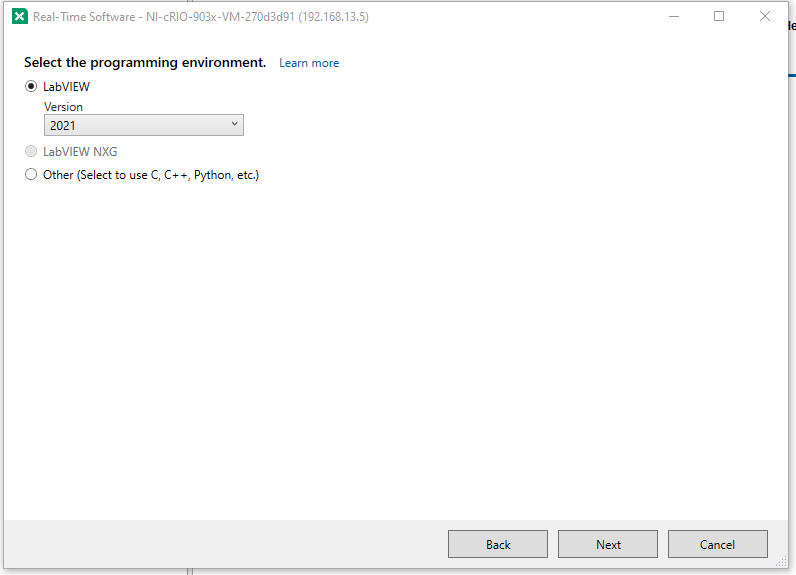 Real-Time Software - NI-cRIO-903x-VM-270d3d91 (192.168.13.5)
Select the programming environment. Learn more
LabVIEW
Version
2021
LabVIEW NXG
Other (Select to use C, C++, Python, etc.)
Back Next Cancel